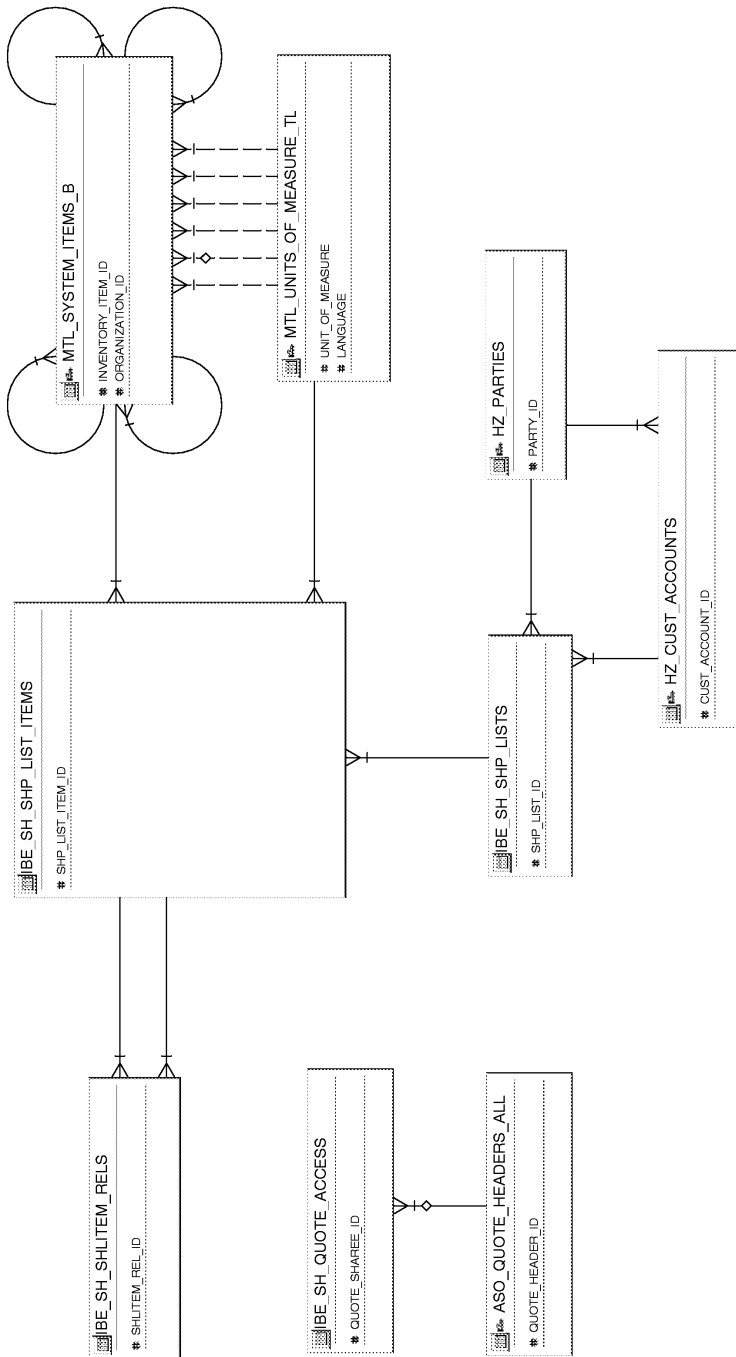 IBE_SH_SHLITEM_RELS
# SHLITEM_REL_ID
IBE_SH_QUOTE_ACCESS
# QUOTE_SHAREE_ID
ASO_QUOTE_HEADERS_ALL
# QUOTE_HEADER_ID
IBE_SH_SHP_LIST_ITEMS
# SHP_LIST_ITEM_ID
IBE_SH_SHP_LISTS
# SHP_LIST_ID
HZ_CUST_ACCOUNTS
# CUST_ACCOUNT_ID
MTL_SYSTEM_ITEMS_B
# INVENTORY_ITEM_ID
# ORGANIZATION_ID
MTL_UNITS_OF_MEASURE_TL
# UNIT_OF_MEASURE
# LANGUAGE
HZ_PARTIES
# PARTY_ID